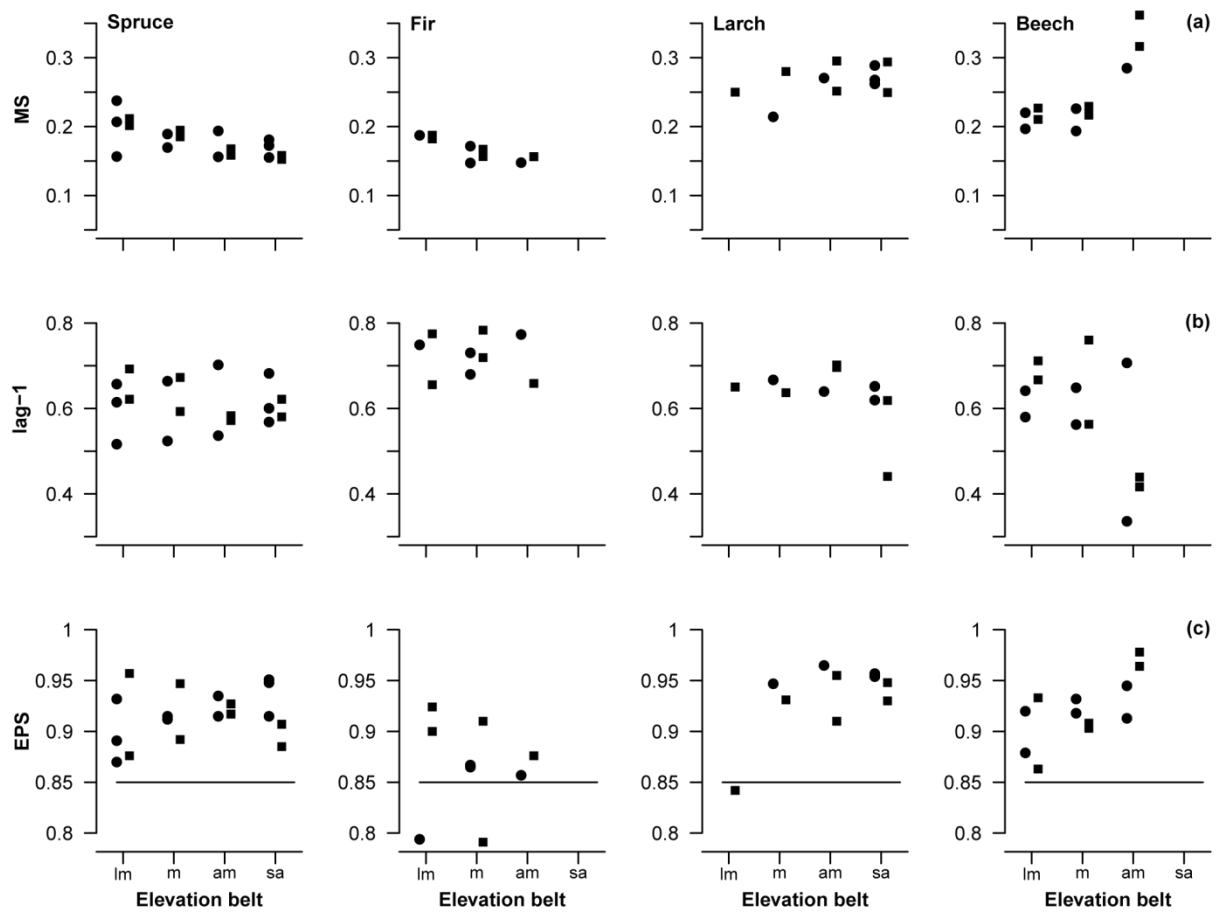 Spruce Fir Larch Beech (a)
MS
0.3 0.3 0.3 0.3
0.2 0.2 0.2 0.2
0.1 0.1 0.1 0.1
(b)
lag−1
0.8 0.8 0.8 0.8
0.6 0.6 0.6 0.6
0.4 0.4 0.4 0.4
(c)
EPS
1 1 1 1
0.95 0.95 0.95 0.95
0.9 0.9 0.9 0.9
0.85 0.85 0.85 0.85
0.8 0.8 0.8 0.8
lm m am sa lm m am sa lm m am sa lm m am sa
Elevation belt Elevation belt Elevation belt Elevation belt